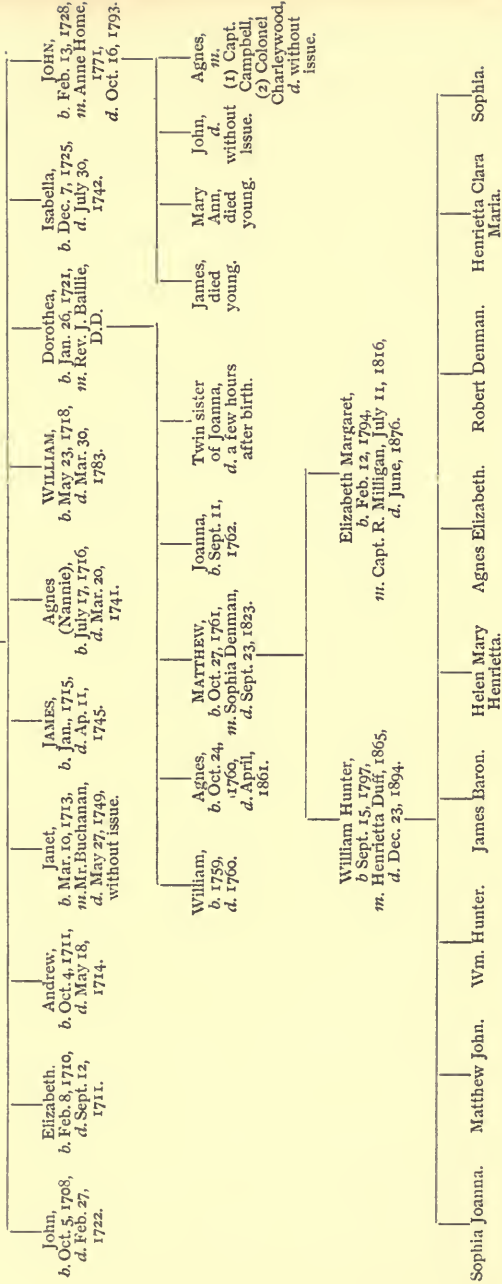 John,
b. Oct. 5, 1708,
d. Feb. 27,
1722.
Elizabeth.
b. Feb. 8, 1710,
d. Sept. 12,
1711.
Andrew,
b. Oct. 4, 1711,
d. May 18,
1714.
Janet,
b. Mar. 10, 1713,
m. Mr. Buchanan,
d. May 27, 1749,
without issue.
JAMES,
b. Jan., 1715,
d. Ap. 11,
1745.
Agnes
(Nannie),
b. July 17, 1716,
d. Mar. 20,
1741.
WILLIAM,
b. May 23, 1718,
d. Mar. 30,
1783.
Dorothea,
b. Jan. 26, 1721,
m. Rev. J. Baillie,
D.D.
Isabella,
b. Dec. 7, 1725,
d. July 30,
1742.
JOHN,
b. Feb. 13, 1728,
m. Anne Home,
1771,
d. Oct. 16, 1793.
William,
b. 1759,
d. 1760.
Agnes,
b. Oct. 24,
1760,
d. April,
1861.
MATTHEW,
b. Oct. 27, 1761,
m. Sophia Denman,
d. Sept. 23, 1823.
Joanna,
b. Sept. 11,
1762.
Twin sister
of Joanna,
d. a few hours
after birth.
James,
died
young.
Mary
Ann,
died
young.
John,
d.
without
Issue.
Agnes,
m.
(1) Capt.
Campbell,
(2) Colonel
Charleywood,
d. without
issue.
William Hunter,
b Sept. 15, 1797,
m. Henrietta Duff, 1865,
d. Dec. 23, 1894.
Elizabeth Margaret,
b. Feb. 12, 1794,
m. Capt. R. Milligan, July 11, 1816,
d. June, 1876.
Sophia Joanna.
Matthew John.
Wm. Hunter.
James Baron.
Helen Mary
Henrietta.
Agnes Elizabeth.
Robert Denman.
Henrietta Clara
Maria.
Sophia.